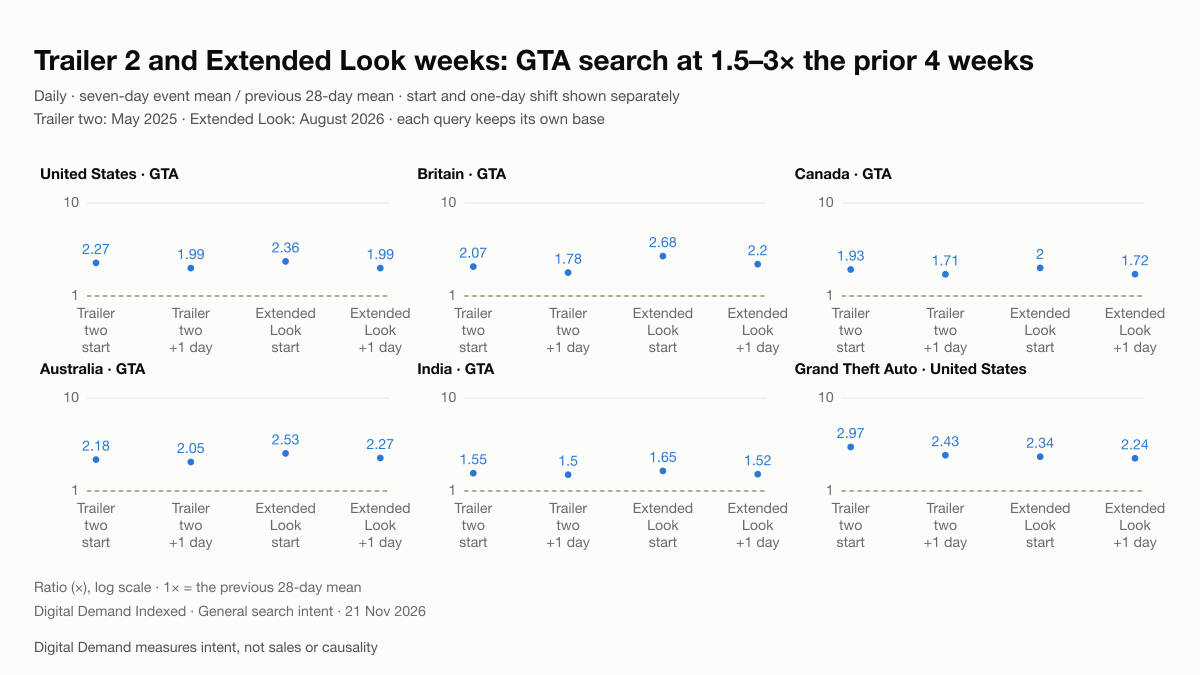 Trailer 2 and Extended Look weeks: GTA search at 1.5–3× the prior 4 weeks
Daily · seven-day event mean / previous 28-day mean · start and one-day shift shown separately
Trailer two: May 2025 · Extended Look: August 2026 · each query keeps its own base
United States · GTA
10
2.27
1.99
2.36
1.99
1
Trailer
two
start
Trailer
two
+1 day
Extended
Look
start
Extended
Look
+1 day
Britain · GTA
10
2.07
1.78
2.68
2.2
1
Trailer
two
start
Trailer
two
+1 day
Extended
Look
start
Extended
Look
+1 day
Canada · GTA
10
1.93
1.71
2
1.72
1
Trailer
two
start
Trailer
two
+1 day
Extended
Look
start
Extended
Look
+1 day
Australia · GTA
10
2.18
2.05
2.53
2.27
1
Trailer
two
start
Trailer
two
+1 day
Extended
Look
start
Extended
Look
+1 day
India · GTA
10
1.55
1.5
1.65
1.52
1
Trailer
two
start
Trailer
two
+1 day
Extended
Look
start
Extended
Look
+1 day
Grand Theft Auto · United States
10
2.97
2.43
2.34
2.24
1
Trailer
two
start
Trailer
two
+1 day
Extended
Look
start
Extended
Look
+1 day
Ratio (×), log scale · 1× = the previous 28-day mean
Digital Demand Indexed · General search intent · 21 Nov 2026
Digital Demand measures intent, not sales or causality